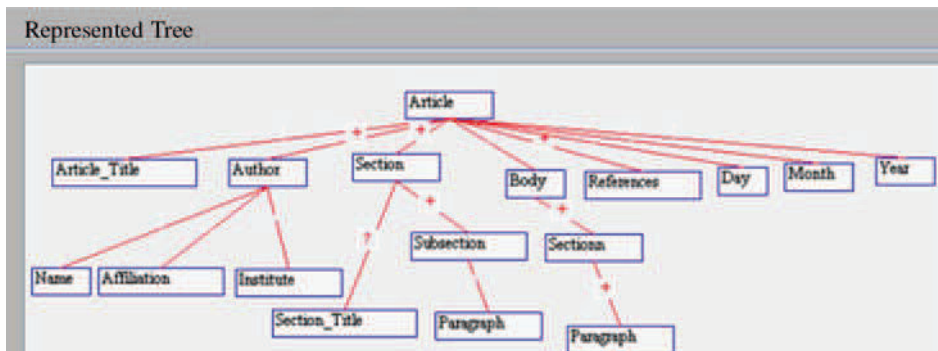 Represented Tree
Article
+ + +
Article_Title Author Section Body References Day Month Year
+ +
? Subsection Sectionn
Name Affiliation Institute +
Section_Title Paragraph Paragraph